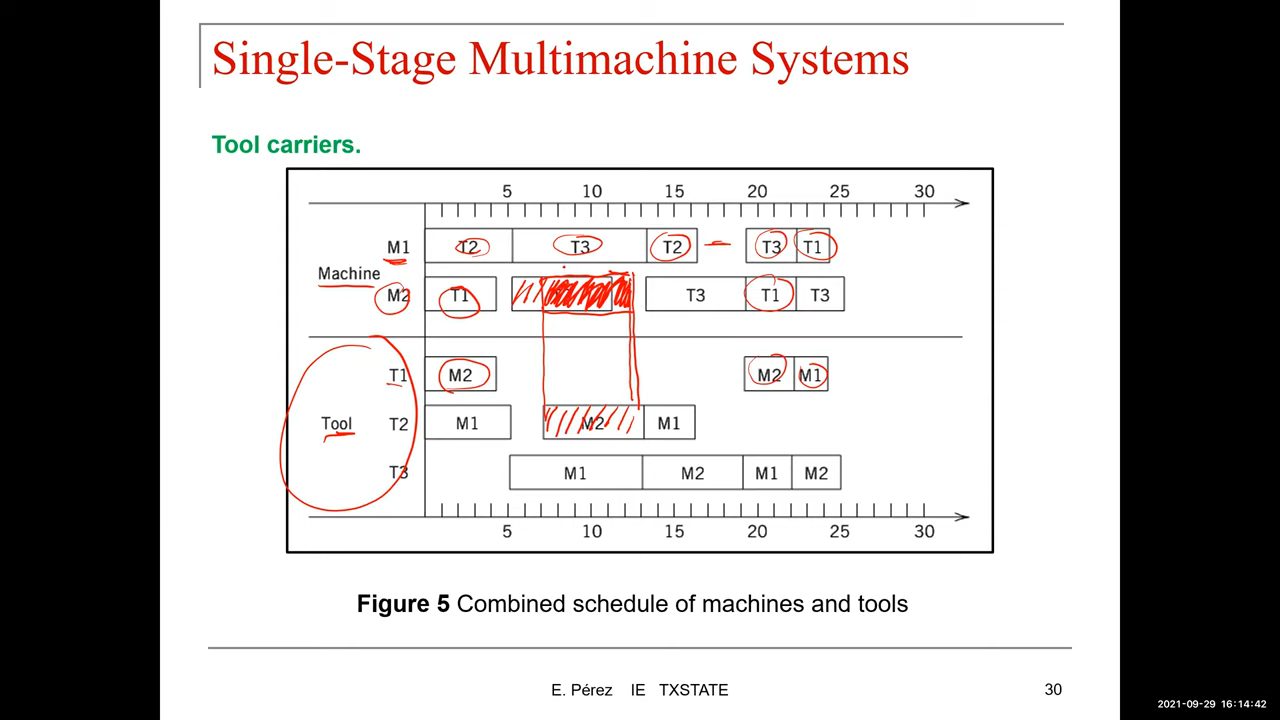 Single-Stage Multimachine Systems
Tool carriers.
5 10 15 20 25 30
M1 T2 T3 T2 T3 T1
Machine
M2 T1 T3 T1 T3
T1 M2 M2 M1
Tool T2 M1 M2 M1
T3 M1 M2 M1 M2
5 10 15 20 25 30
Figure 5 Combined schedule of machines and tools
E. Pérez IE TXSTATE 30
2021-09-29 16:14:42